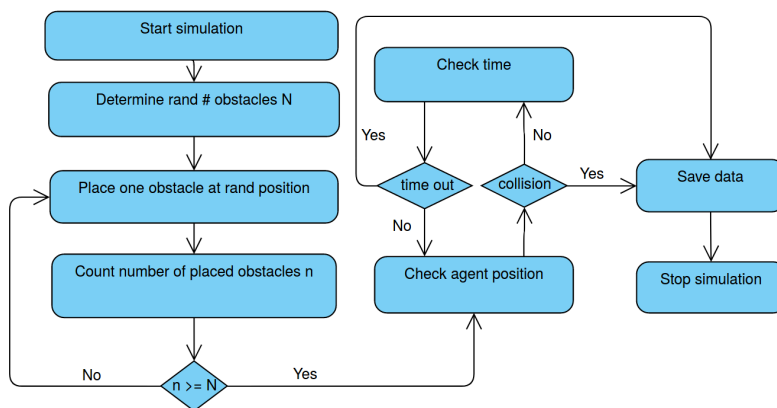 Start simulation
Determine rand # obstacles N
Place one obstacle at rand position
Count number of placed obstacles n
n >= N
No
Yes
Check time
Yes
No
time out
collision
Yes
No
Check agent position
Save data
Stop simulation